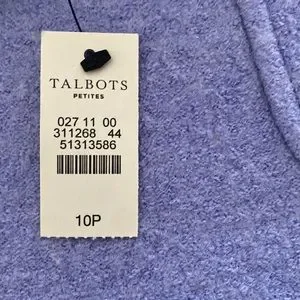 TALBOTS
PETITES
027 11 00
311268 44
51313586
10P